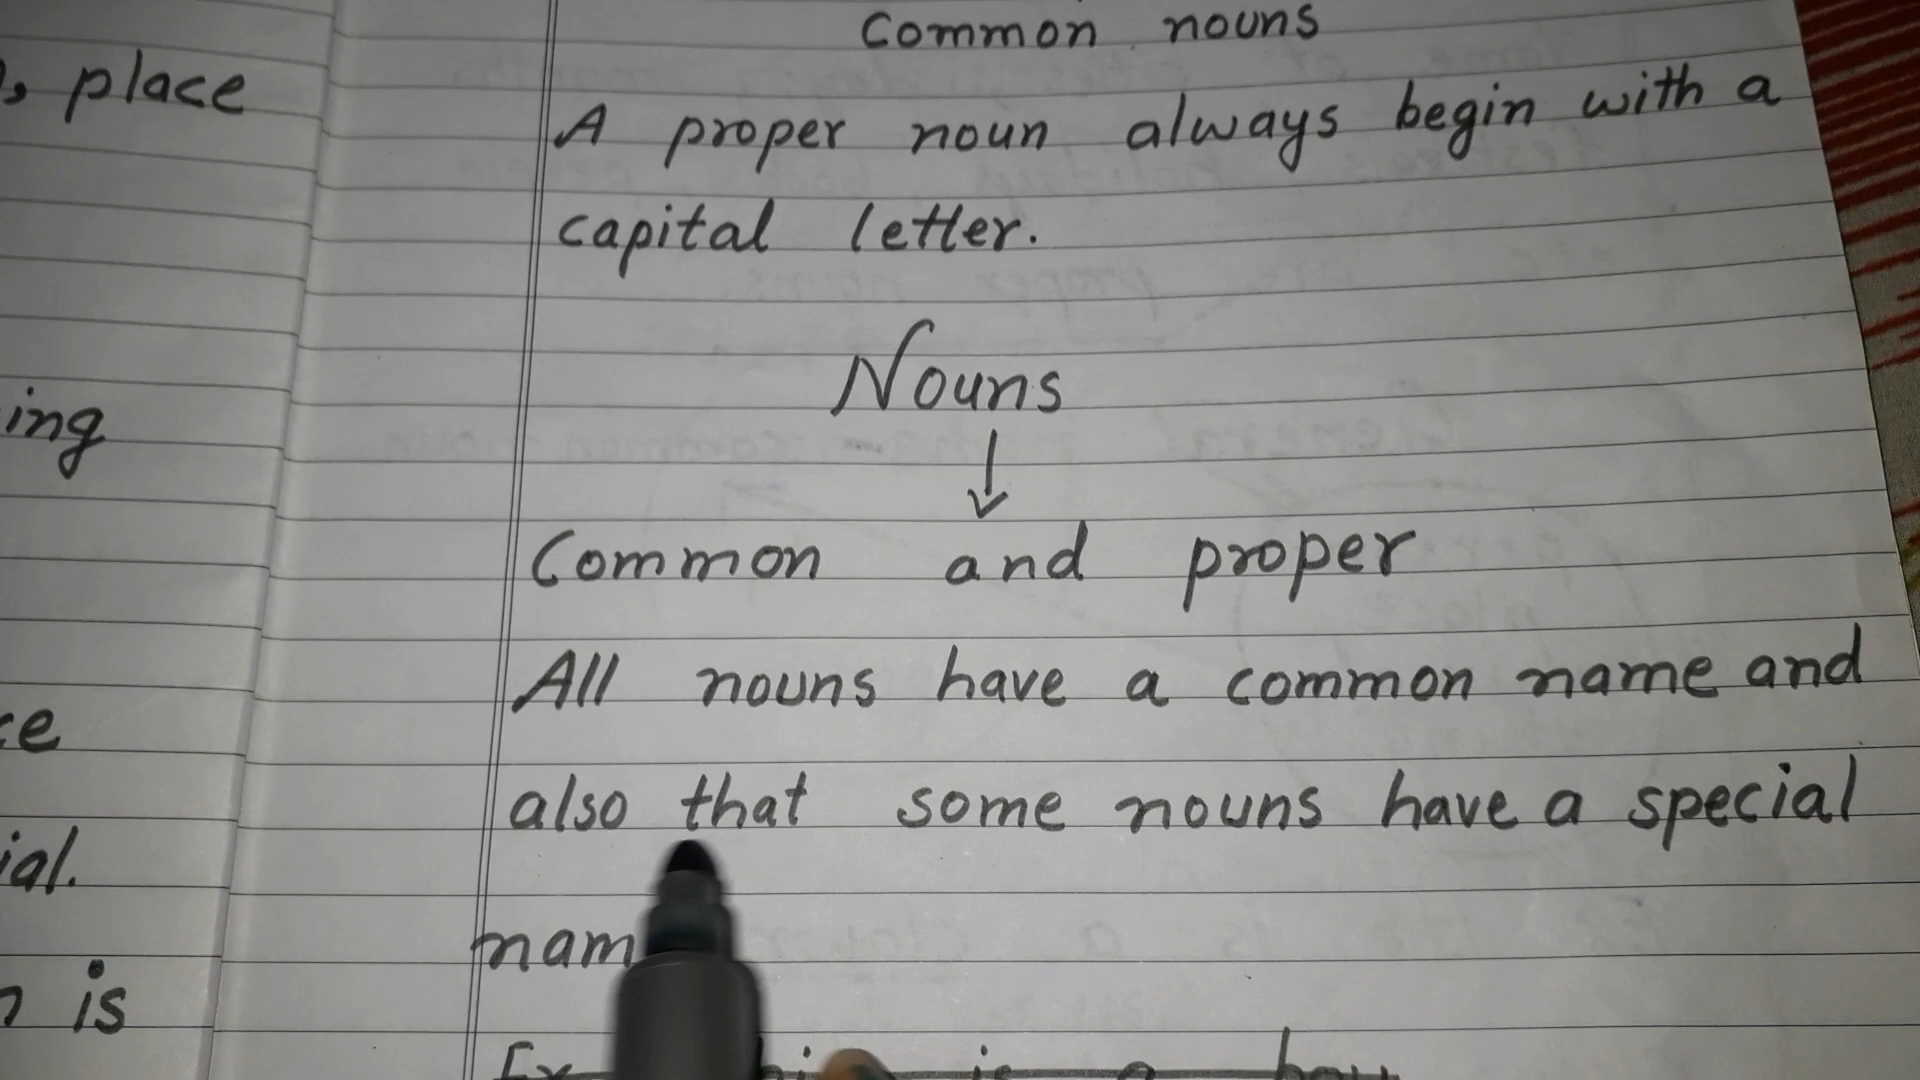 place
ing
ial.
is
Common nouns
A proper noun always begin with a
capital letter.
Nouns
Common and proper
All nouns have a common name and
also that some nouns have a special
nam
is a